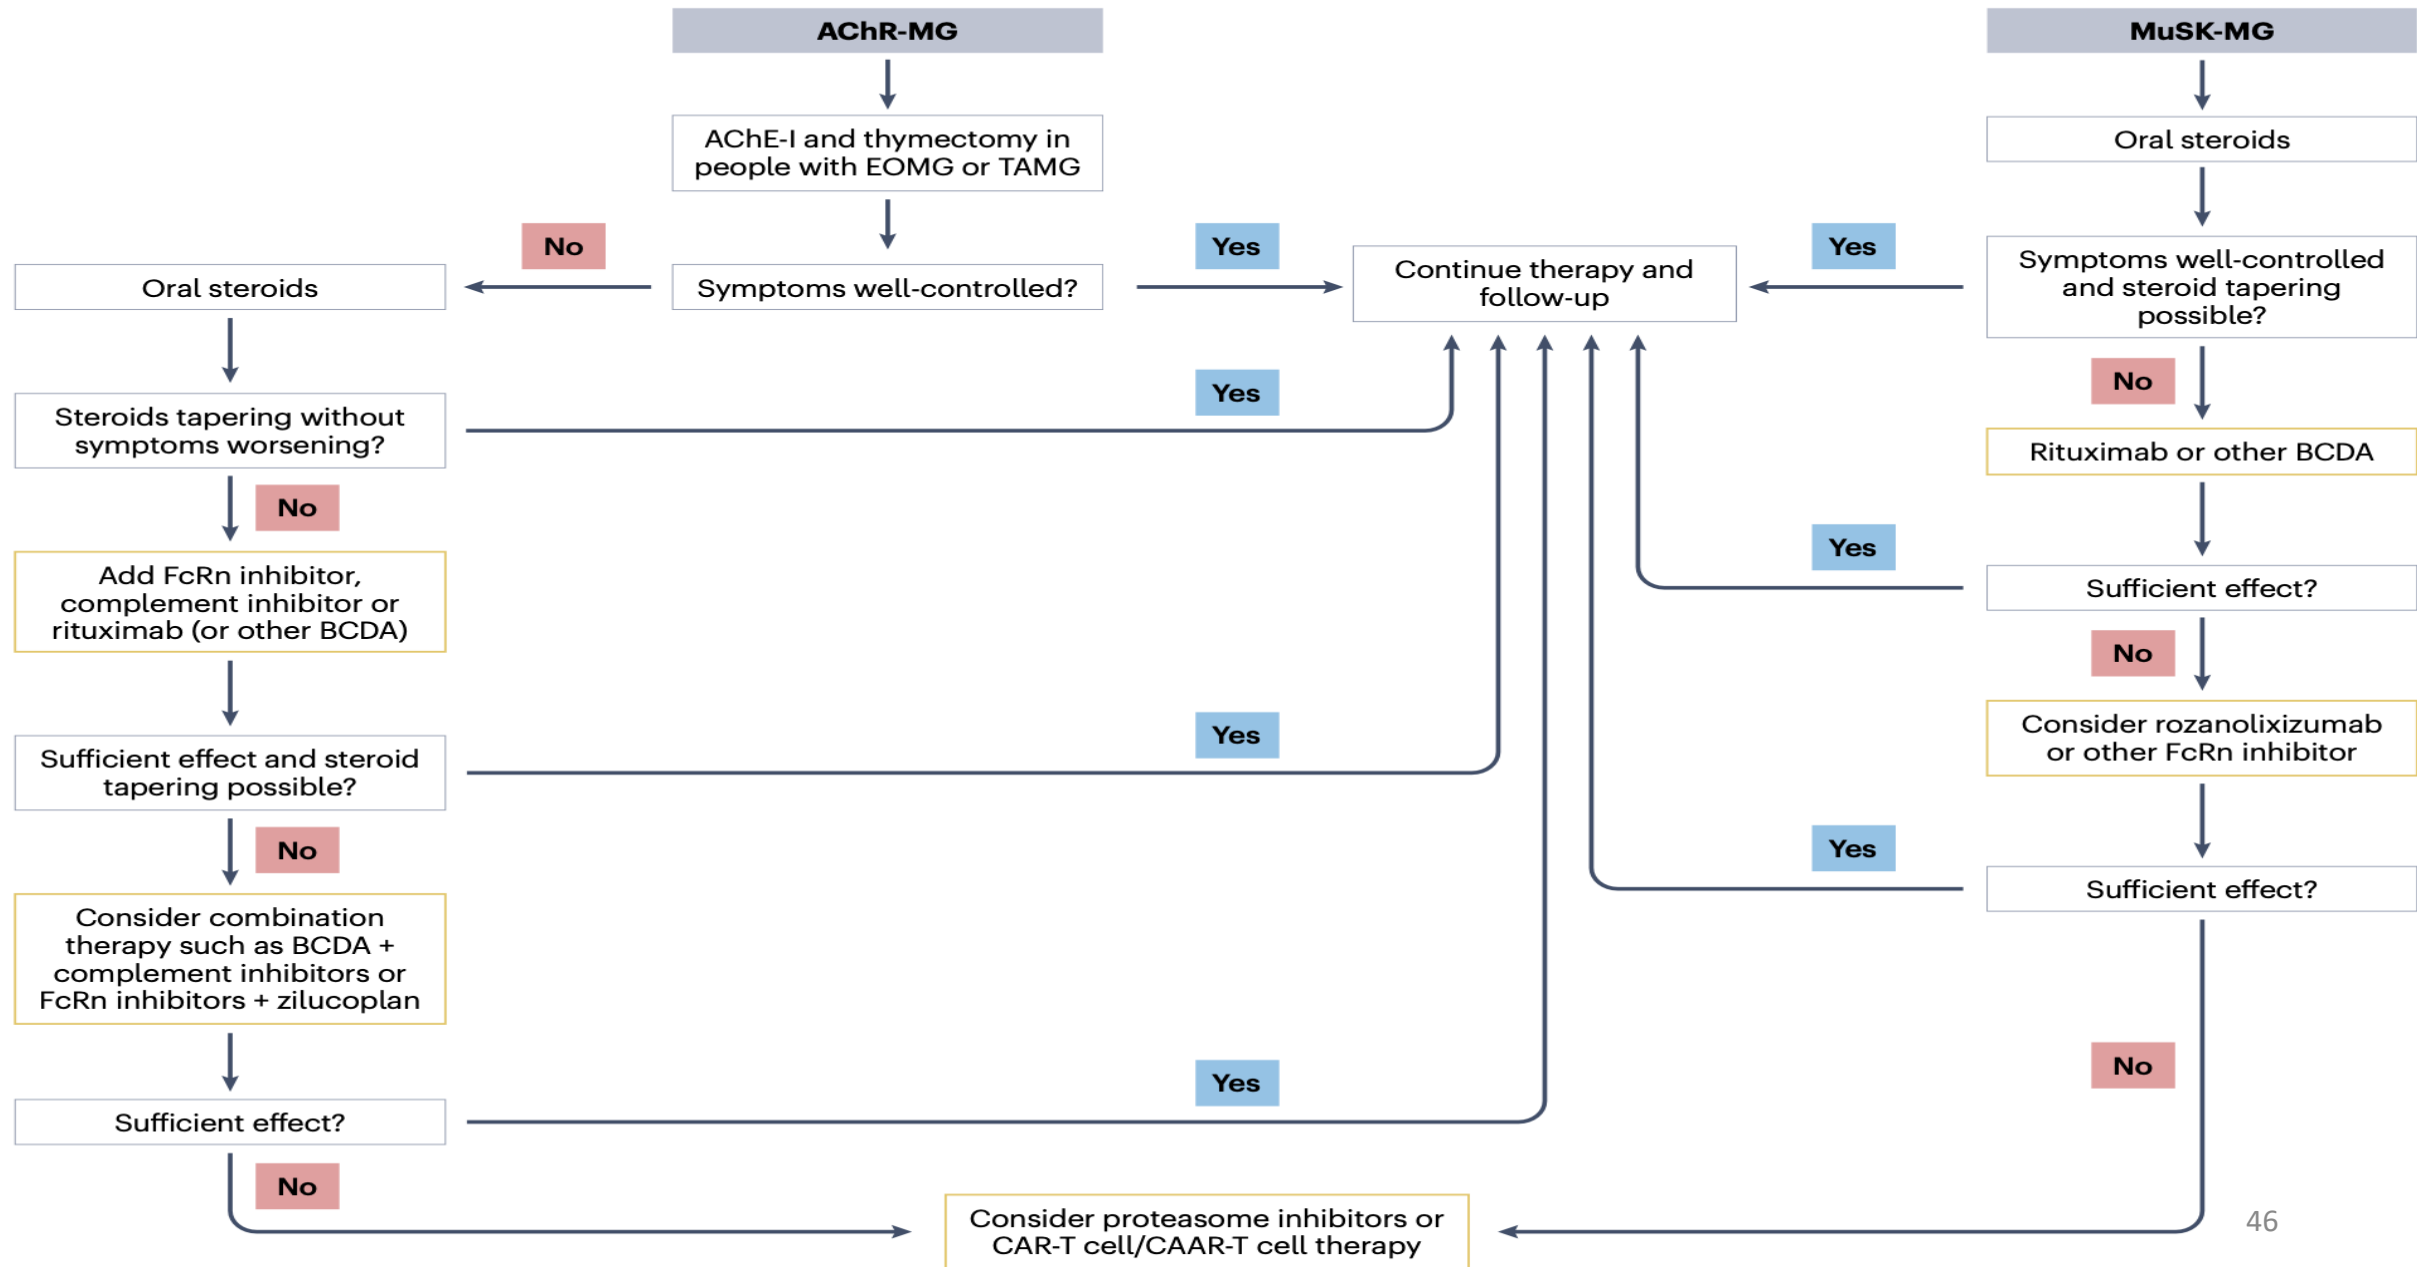 AChR-MG
AChE-I and thymectomy in
people with EOMG or TAMG
No
Symptoms well-controlled?
Yes
Oral steroids
Steroids tapering without
symptoms worsening?
Yes
No
Add FcRn inhibitor,
complement inhibitor or
rituximab (or other BCDA)
Sufficient effect and steroid
tapering possible?
Yes
No
Consider combination
therapy such as BCDA +
complement inhibitors or
FcRn inhibitors + zilucoplan
Sufficient effect?
Yes
No
Continue therapy and
follow-up
MuSK-MG
Oral steroids
Yes
Symptoms well-controlled
and steroid tapering
possible?
No
Rituximab or other BCDA
Yes
Sufficient effect?
No
Consider rozanolixizumab
or other FcRn inhibitor
Yes
Sufficient effect?
No
Consider proteasome inhibitors or
CAR-T cell/CAAR-T cell therapy
46